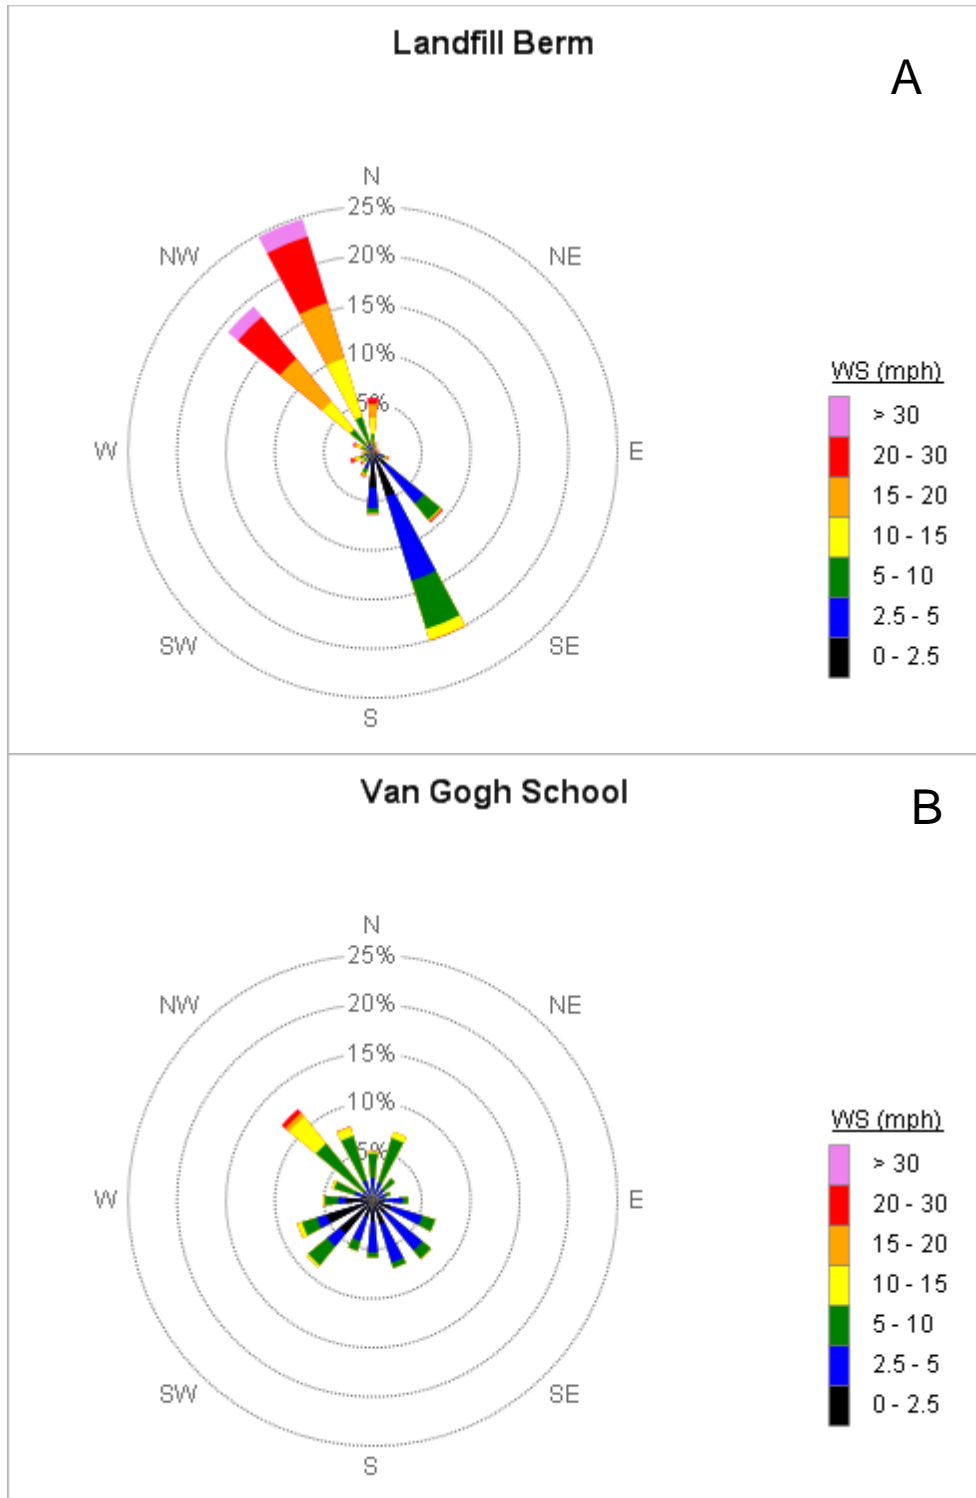 Landfill Berm
A
N
25%
NW
20%
NE
15%
10%
5%
W
E
SW
SE
S
WS (mph)
> 30
20 - 30
15 - 20
10 - 15
5 - 10
2.5 - 5
0 - 2.5
Van Gogh School
B
N
25%
NW
20%
NE
15%
10%
5%
W
E
SW
SE
S
WS (mph)
> 30
20 - 30
15 - 20
10 - 15
5 - 10
2.5 - 5
0 - 2.5